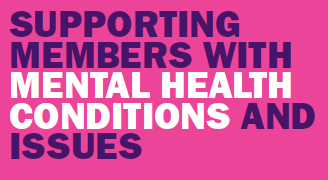 SUPPORTING
MEMBERS WITH
MENTAL HEALTH
CONDITIONS AND
ISSUES